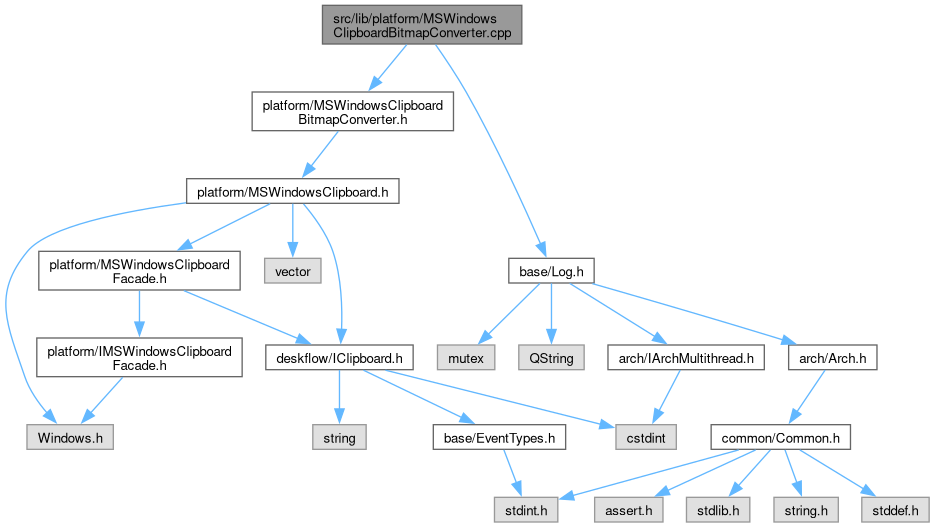 src/lib/platform/MSWindows
ClipboardBitmapConverter.cpp
platform/MSWindowsClipboard
BitmapConverter.h
platform/MSWindowsClipboard.h
platform/MSWindowsClipboard
Facade.h
vector
base/Log.h
platform/IMSWindowsClipboard
Facade.h
deskflow/IClipboard.h
mutex
QString
arch/IArchMultithread.h
arch/Arch.h
Windows.h
string
base/EventTypes.h
cstdint
common/Common.h
stdint.h
assert.h
stdlib.h
string.h
stddef.h